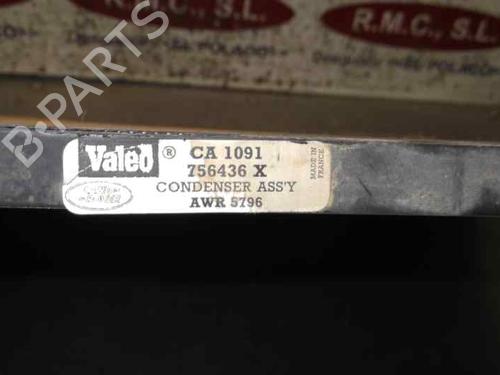 R.M.C., S.L.
R.M.C., S.L.
B·PARTS
Valeo ® CA 1091
756436 X
CONDENSER ASS'Y
AWR 5796
MADE IN
FRANCE